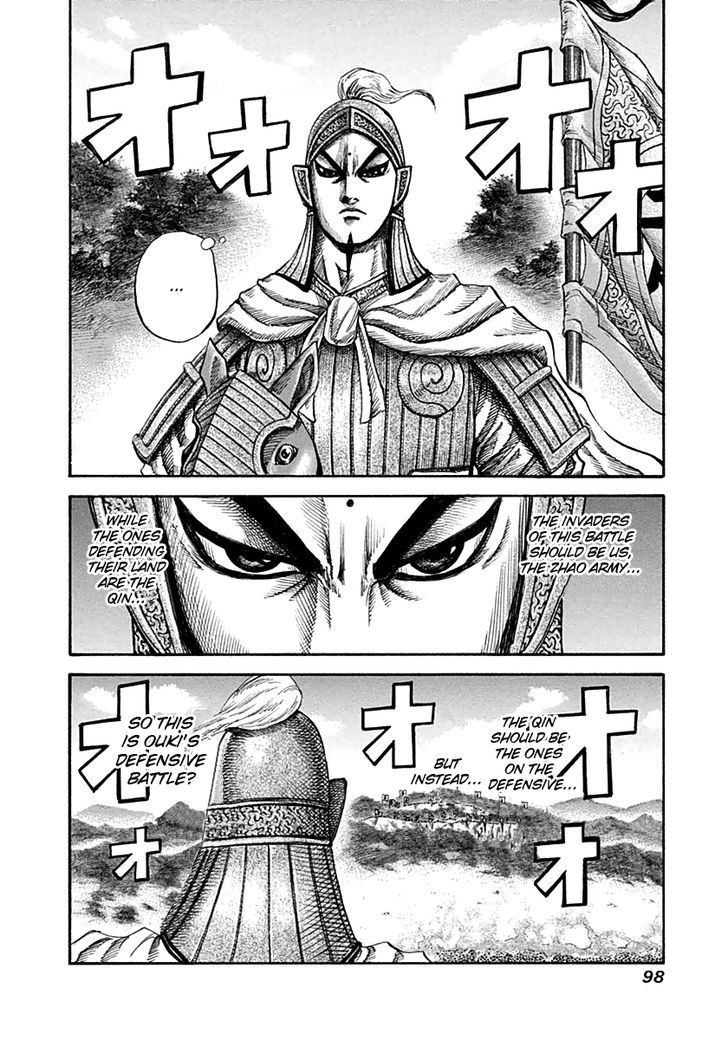 オ
オ
オ
オ
...
THE INVADERS
OF THIS BATTLE
SHOULD BE US,
THE ZHAO ARMY...
WHILE
THE ONES
DEFENDING
THEIR LAND
ARE THE
QIN...
オ
オ
オ
オ
THE QIN
SHOULD BE
THE ONES
ON THE
DEFENSIVE...
BUT
INSTEAD...
SO THIS
IS OUKI'S
DEFENSIVE
BATTLE?
98